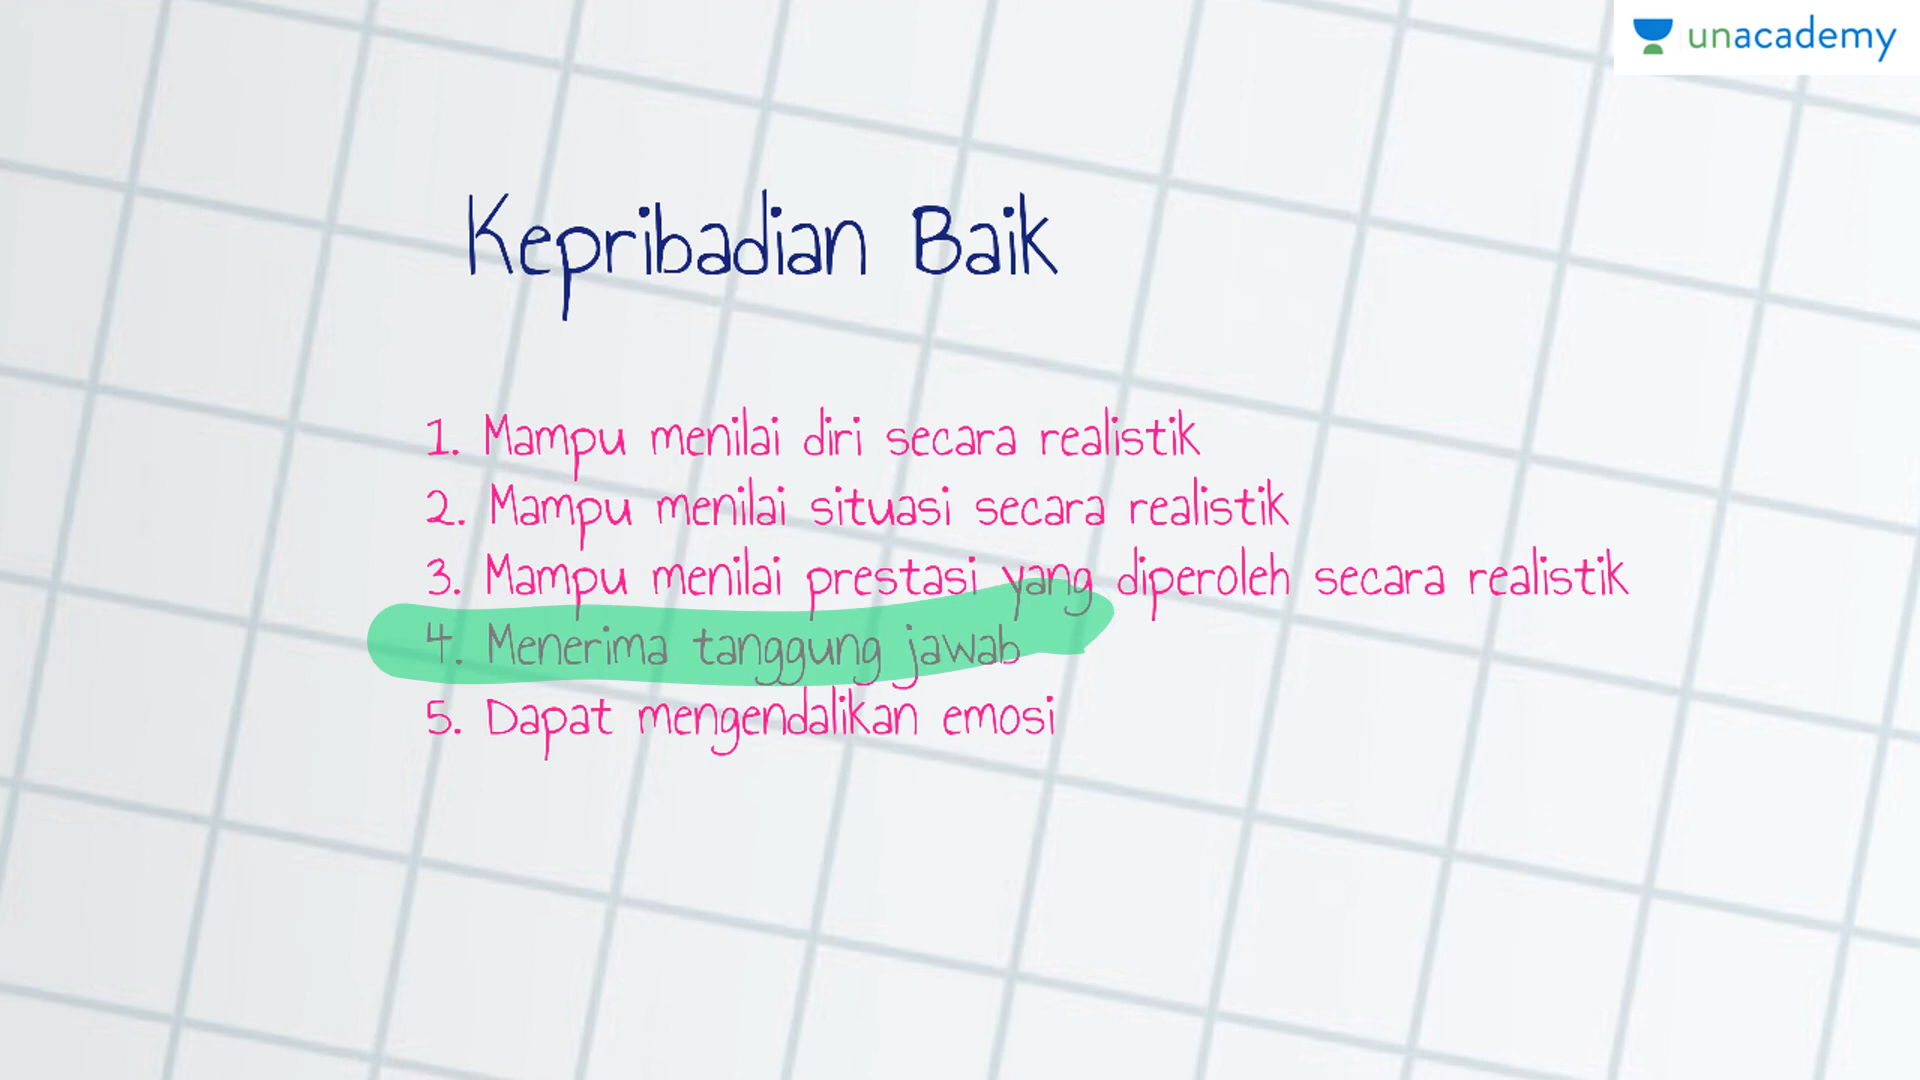 unacademy
Kepribadian Baik
1. Mampu menilai diri secara realistik
2. Mampu menilai situasi secara realistik
3. Mampu menilai prestasi yang diperoleh secara realistik
4. Menerima tanggung jawab
5. Dapat mengendalikan emosi